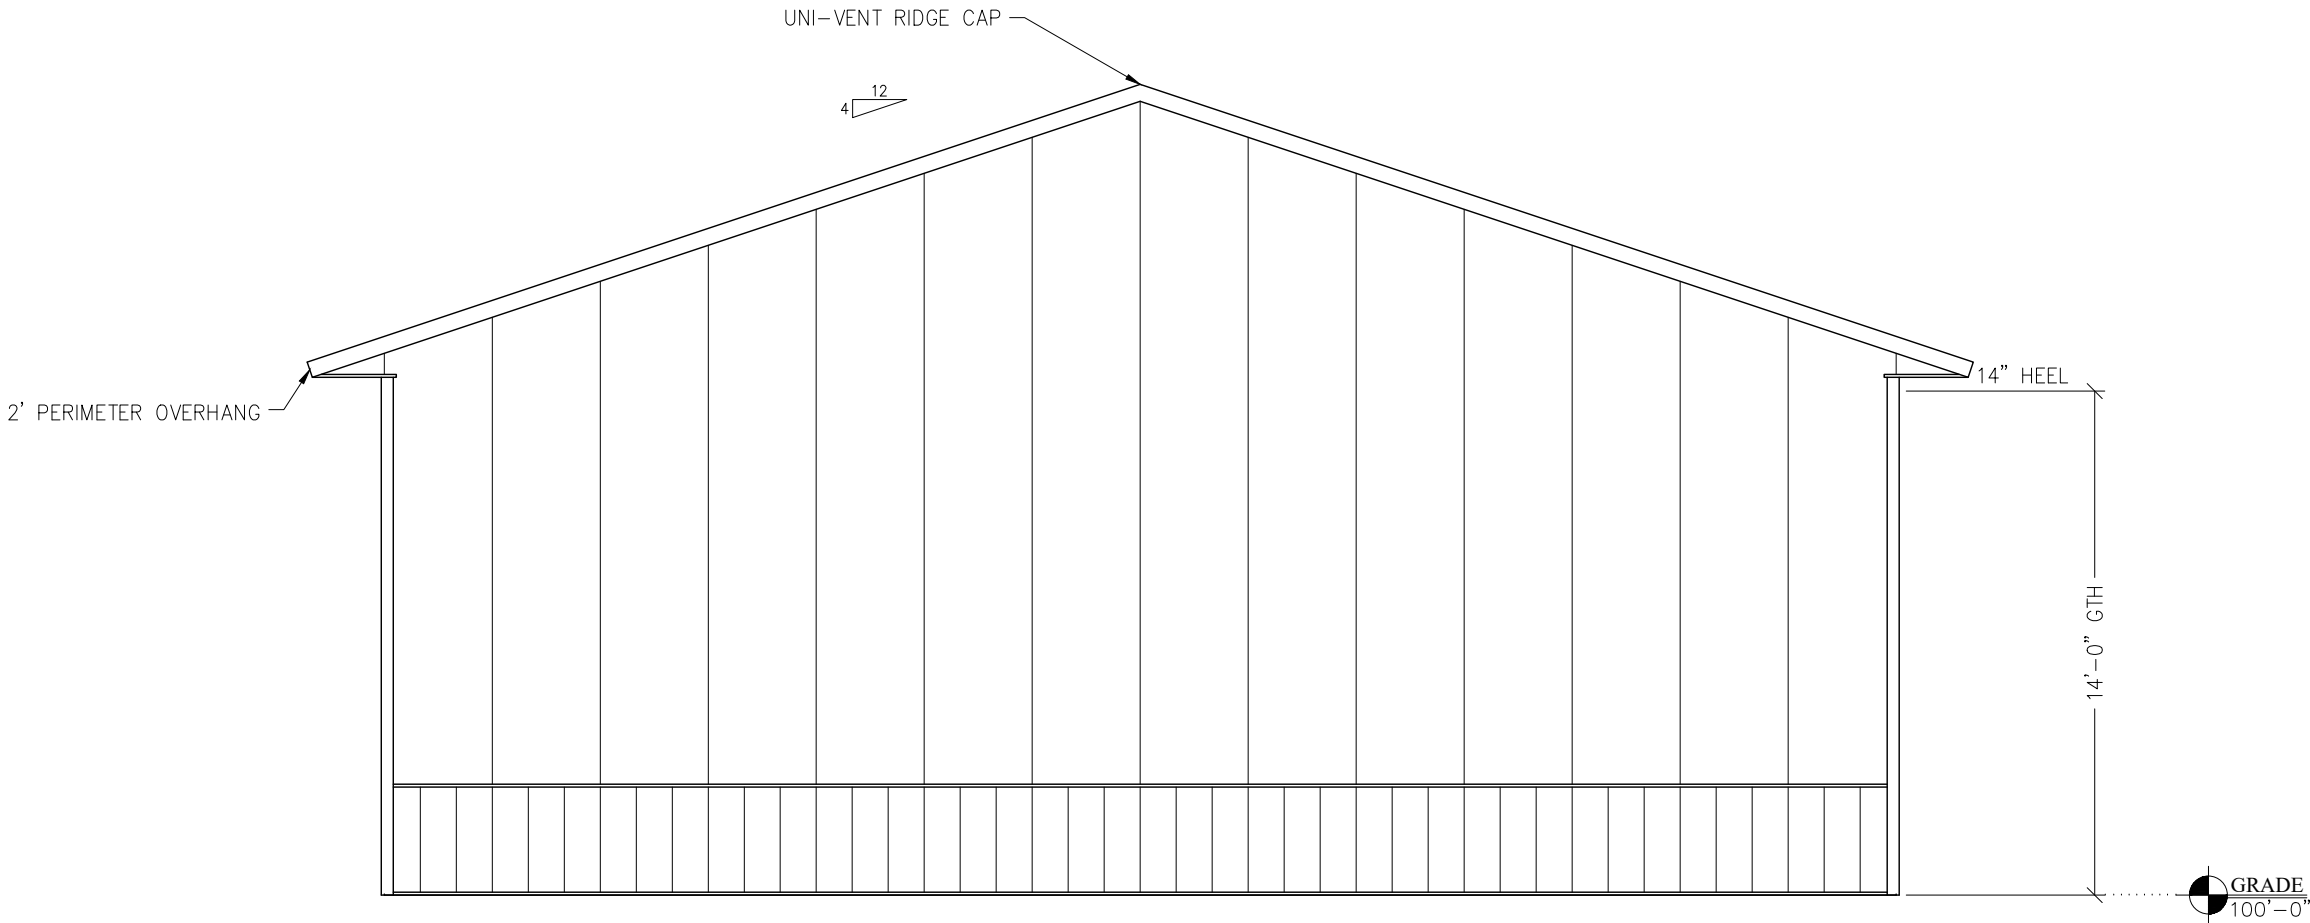 UNI-VENT RIDGE CAP
12
4
14" HEEL
2' PERIMETER OVERHANG
14'-0" GTH
GRADE
100'-0"